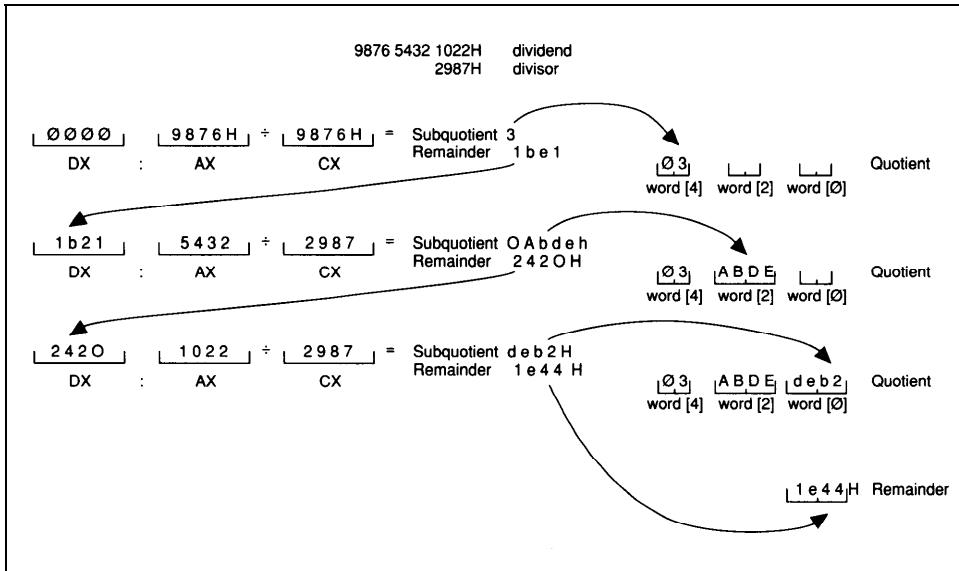 9876 5432 1022H dividend
2987H divisor
ØØØØ 9876H ÷ 9876H = Subquotient 3
Remainder 1be1
DX : AX CX
Ø3 Quotient
word [4] word [2] word [Ø]
1b21 5432 ÷ 2987 = Subquotient OAbdeh
Remainder 242OH
DX : AX CX
Ø3 ABDE Quotient
word [4] word [2] word [Ø]
242O 1022 ÷ 2987 = Subquotient deb2H
Remainder 1e44 H
DX : AX CX
Ø3 ABDE deb2 Quotient
word [4] word [2] word [Ø]
1e44H Remainder